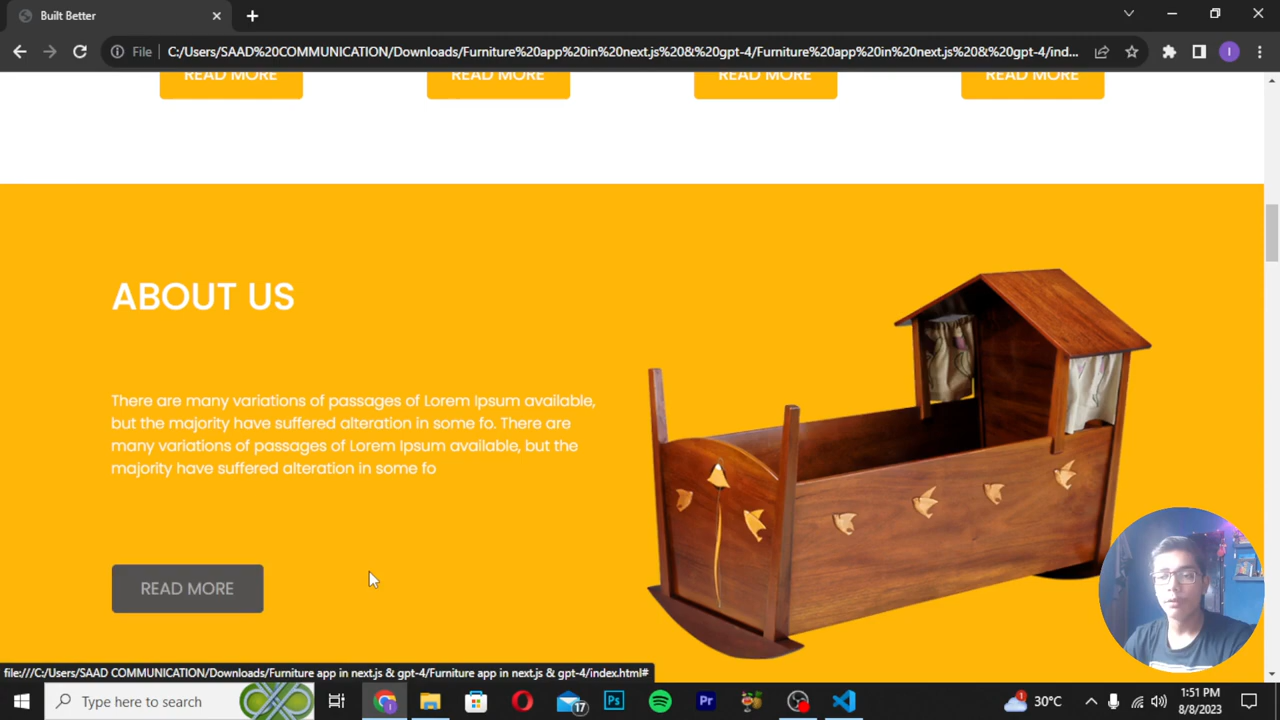 Built Better
File C:/Users/SAAD%20COMMUNICATION/Downloads/Furniture%20app%20in%20next.js%20&%20gpt-4/Furniture%20app%20in%20next.js%20&%20gpt-4/ind... I
READ MORE READ MORE READ MORE READ MORE
ABOUT US
There are many variations of passages of Lorem Ipsum available,
but the majority have suffered alteration in some fo. There are
many variations of passages of Lorem Ipsum available, but the
majority have suffered alteration in some fo
READ MORE
file:///C:/Users/SAAD COMMUNICATION/Downloads/Furniture app in next.js & gpt-4/Furniture app in next.js & gpt-4/index.html#
Type here to search 17 Ps Pr 1 30°C 1:51 PM
8/8/2023